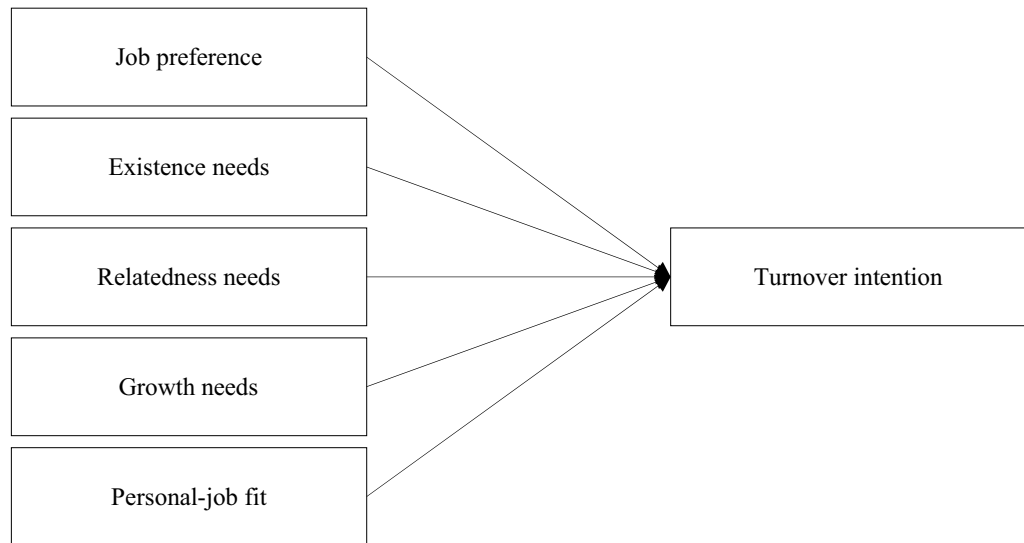 Job preference
Existence needs
Relatedness needs
Turnover intention
Growth needs
Personal-job fit